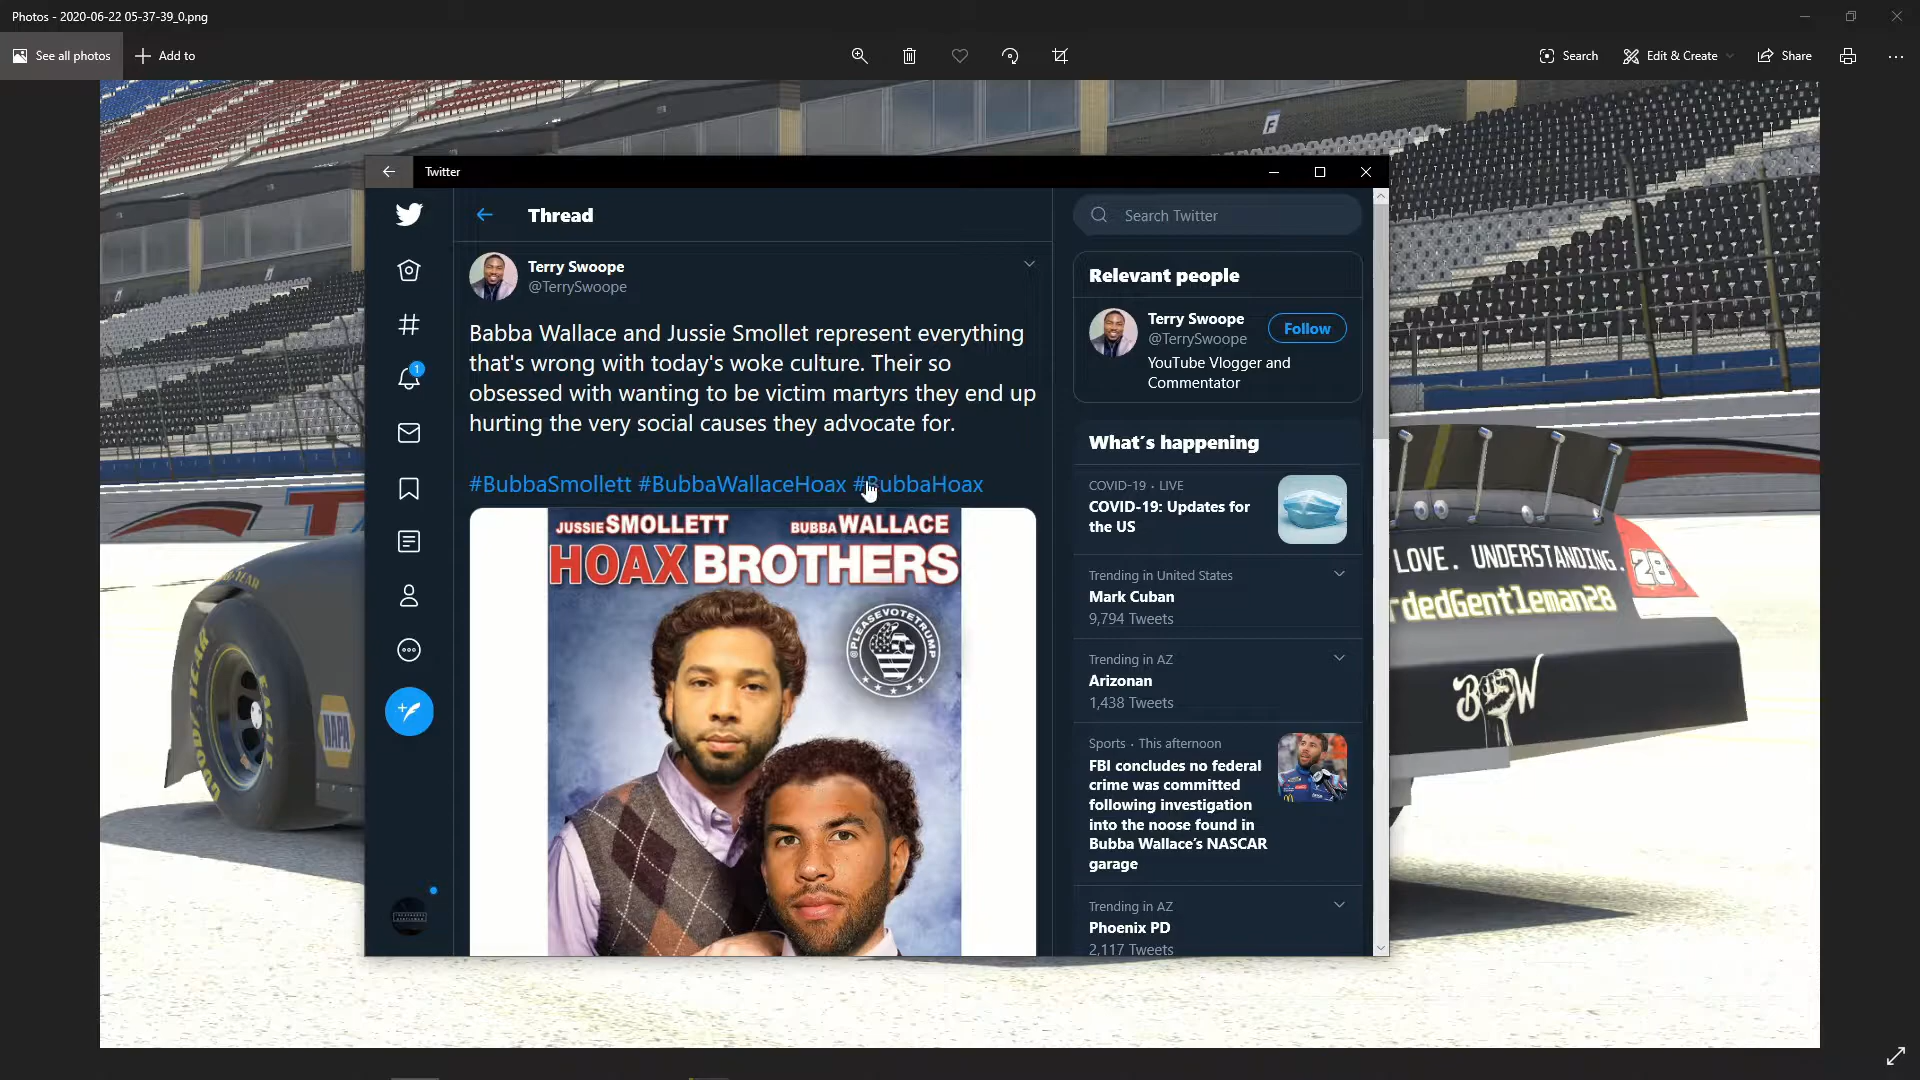 Photos - 2020-06-22 05-37-39_0.png
See all photos
Add to
Search
Edit & Create
Share
Twitter
Thread
Search Twitter
Terry Swoope
@TerrySwoope
Babba Wallace and Jussie Smollet represent everything
that's wrong with today's woke culture. Their so
obsessed with wanting to be victim martyrs they end up
hurting the very social causes they advocate for.
#BubbaSmollett #BubbaWallaceHoax #BubbaHoax
JUSSIE SMOLLETT BUBBA WALLACE
HOAX BROTHERS
@PLEASEVOTETRUMP
1
Relevant people
Terry Swoope
@TerrySwoope
Follow
YouTube Vlogger and
Commentator
What's happening
COVID-19 · LIVE
COVID-19: Updates for
the US
Trending in United States
Mark Cuban
9,794 Tweets
Trending in AZ
Arizonan
1,438 Tweets
Sports · This afternoon
FBI concludes no federal
crime was committed
following investigation
into the noose found in
Bubba Wallace's NASCAR
garage
Trending in AZ
Phoenix PD
2,117 Tweets
F
LOVE. UNDERSTANDING.
28
rdedGentleman28
GOODYEAR
EAGLE
NAPA